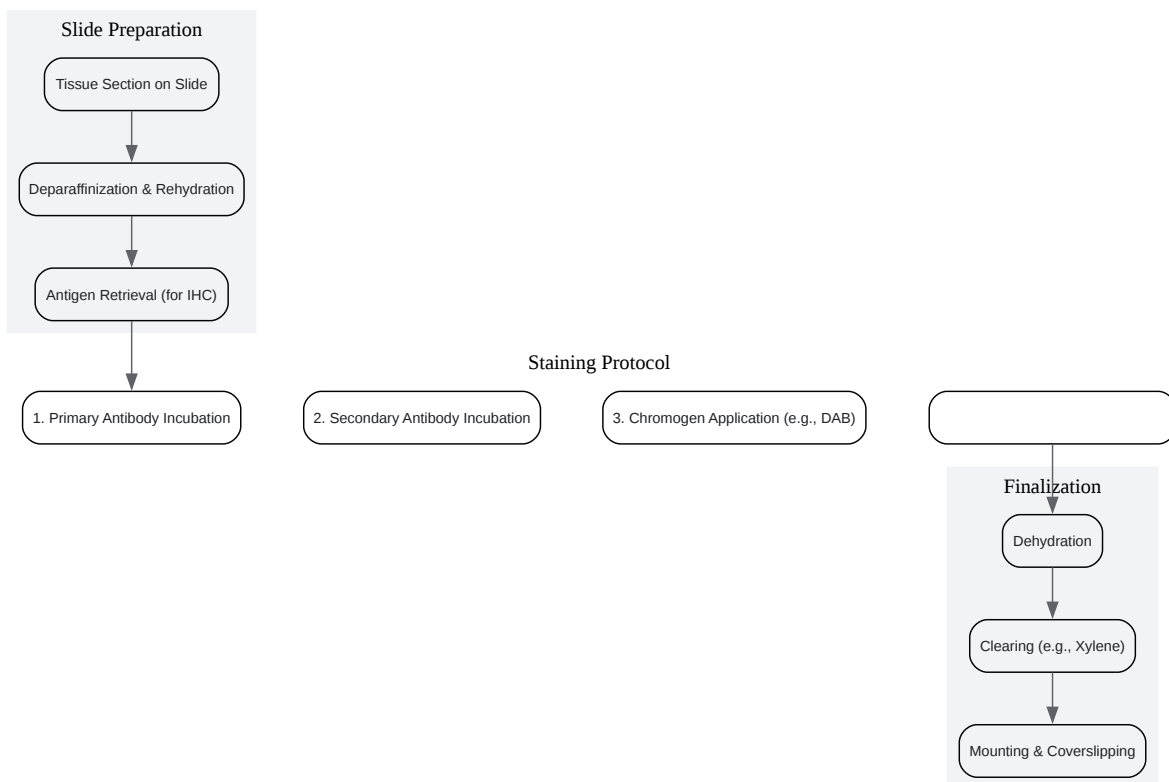 Slide Preparation
Tissue Section on Slide
Deparaffinization & Rehydration
Antigen Retrieval (for IHC)
Staining Protocol
1. Primary Antibody Incubation
2. Secondary Antibody Incubation
3. Chromogen Application (e.g., DAB)
Finalization
Dehydration
Clearing (e.g., Xylene)
Mounting & Coverslipping